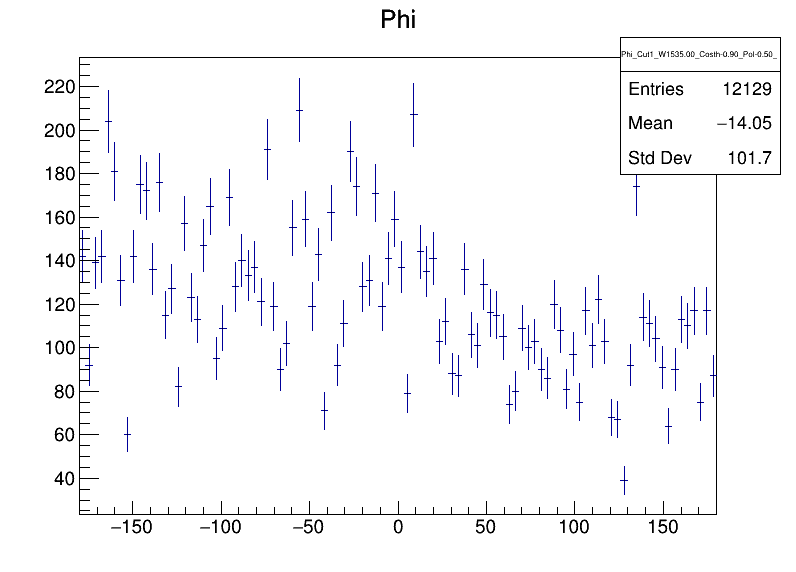 Phi
Phi_Cut1_W1535.00_Costh-0.90_Pol-0.50_
Entries 12129
Mean −14.05
Std Dev 101.7
220
200
180
160
140
120
100
80
60
40
−150 −100 −50 0 50 100 150